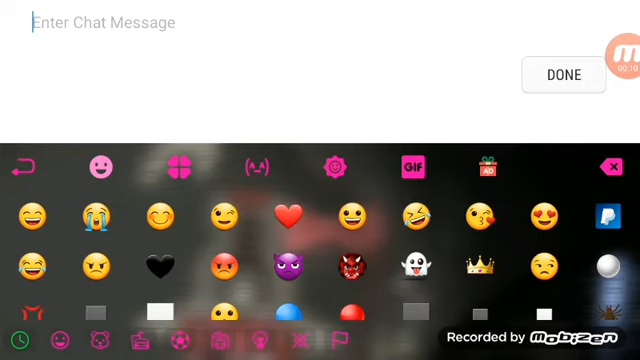 Enter Chat Message
00:10
DONE
GIF
AD
Recorded by mobizen